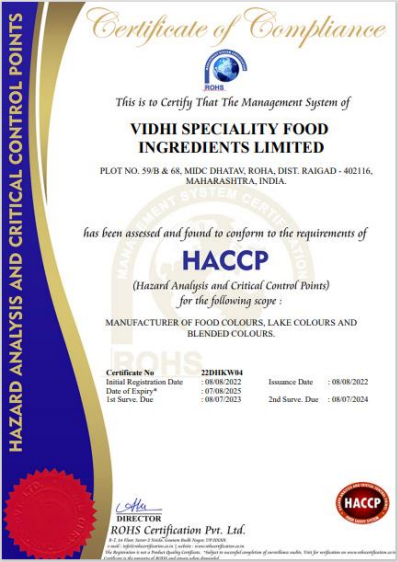 HAZARD ANALYSIS AND CRITICAL CONTROL POINTS
Certificate of Compliance
ROHS
This is to Certify That The Management System of
VIDHI SPECIALITY FOOD
INGREDIENTS LIMITED
PLOT NO. 59/B & 68, MIDC DHATAV, ROHA, DIST. RAIGAD - 402116,
MAHARASHTRA, INDIA.
MANAGEMENT SYSTEM CERTIFICATION
has been assessed and found to conform to the requirements of
HACCP
(Hazard Analysis and Critical Control Points)
for the following scope :
MANUFACTURER OF FOOD COLOURS, LAKE COLOURS AND
BLENDED COLOURS.
ROHS
Certificate No 22DHKW04
Initial Registration Date : 08/08/2022 Issuance Date : 08/08/2022
Date of Expiry* : 07/08/2025
1st Surve. Due : 08/07/2023 2nd Surve. Due : 08/07/2024
HACCP
DIRECTOR
ROHS Certification Pvt. Ltd.